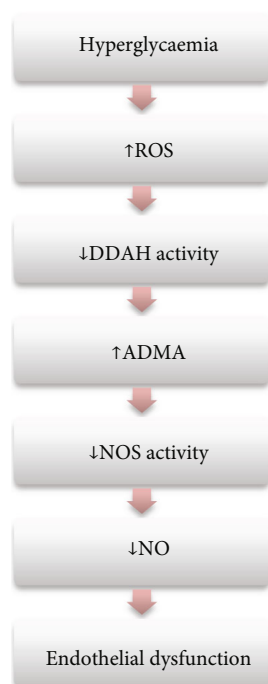 Hyperglycaemia
↑ROS
↓DDAH activity
↑ADMA
↓NOS activity
↓NO
Endothelial dysfunction